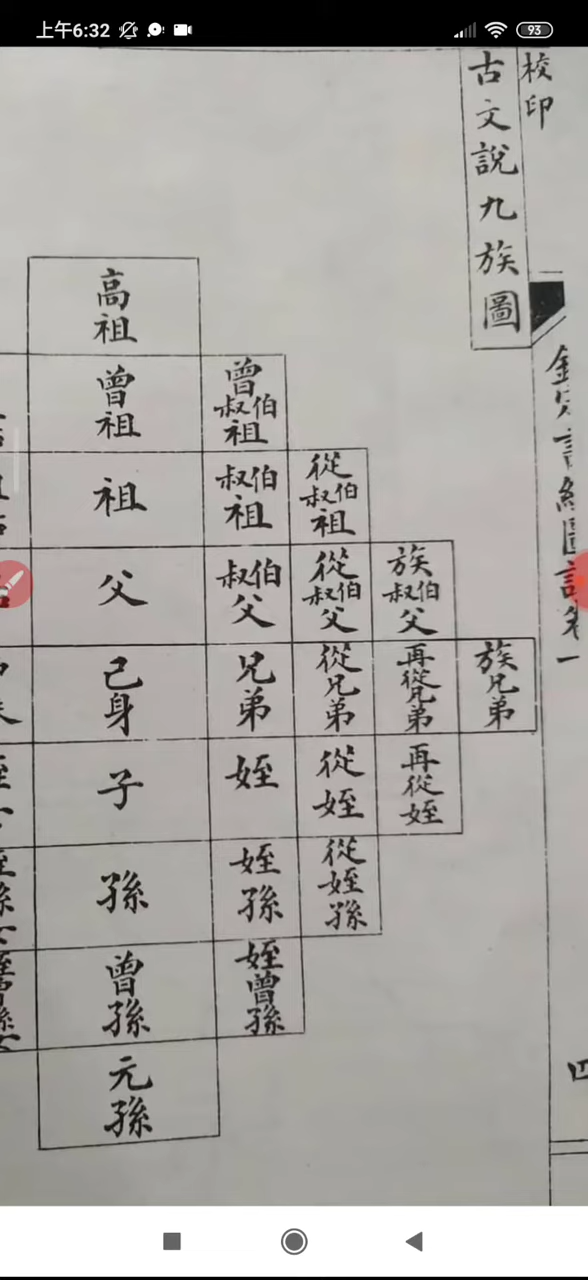 上午6:32
93
校印
古文說九族圖
高祖
曾祖
曾叔伯祖
祖
叔伯祖
從叔伯祖
父
叔伯父
從叔伯父
族叔伯父
己身
兄弟
從兄弟
再從兄弟
族兄弟
子
姪
從姪
再從姪
孫
姪孫
從姪孫
曾孫
姪曾孫
元孫
四